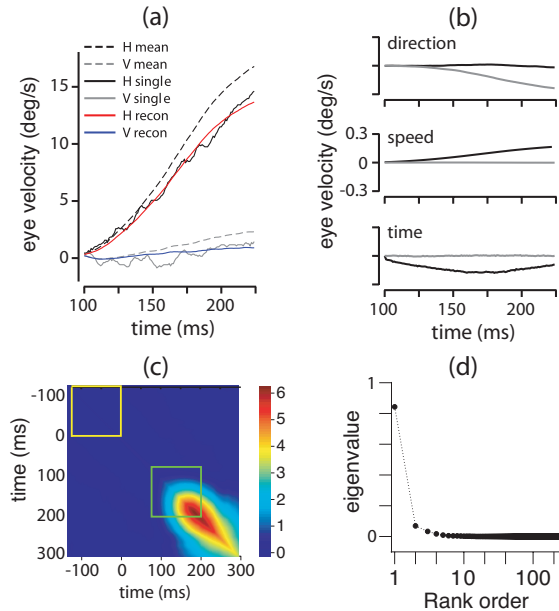 (a)
H mean
V mean
H single
V single
H recon
V recon
eye velocity (deg/s)
15
10
5
0
100
150
200
time (ms)
(b)
direction
speed
time
eye velocity (deg/s)
0.3
0
-0.3
100
150
200
time (ms)
(c)
time (ms)
-100
0
100
200
300
-100
0
100
200
300
time (ms)
6
5
4
3
2
1
0
(d)
eigenvalue
1
0
1
10
100
Rank order